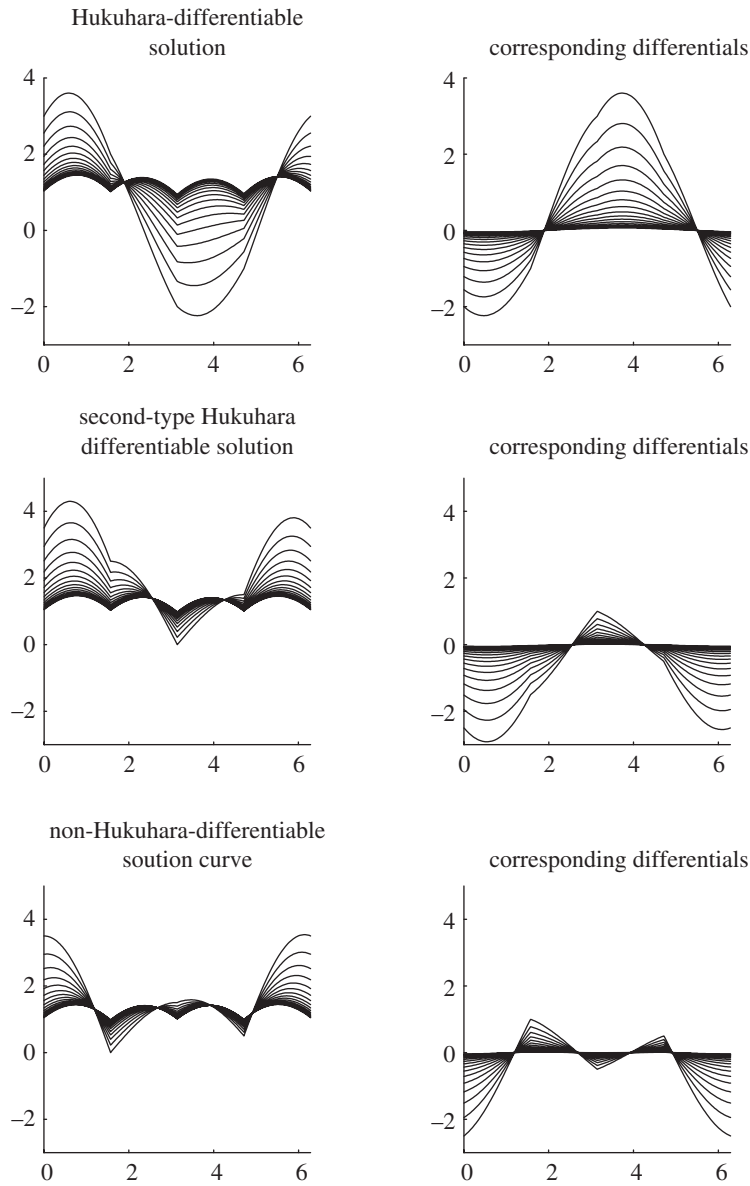 Hukuhara-differentiable
solution
corresponding differentials
4
2
0
−2
0 2 4 6
4
2
0
−2
0 2 4 6
second-type Hukuhara
differentiable solution
corresponding differentials
4
2
0
−2
0 2 4 6
4
2
0
−2
0 2 4 6
non-Hukuhara-differentiable
soution curve
corresponding differentials
4
2
0
−2
0 2 4 6
4
2
0
−2
0 2 4 6